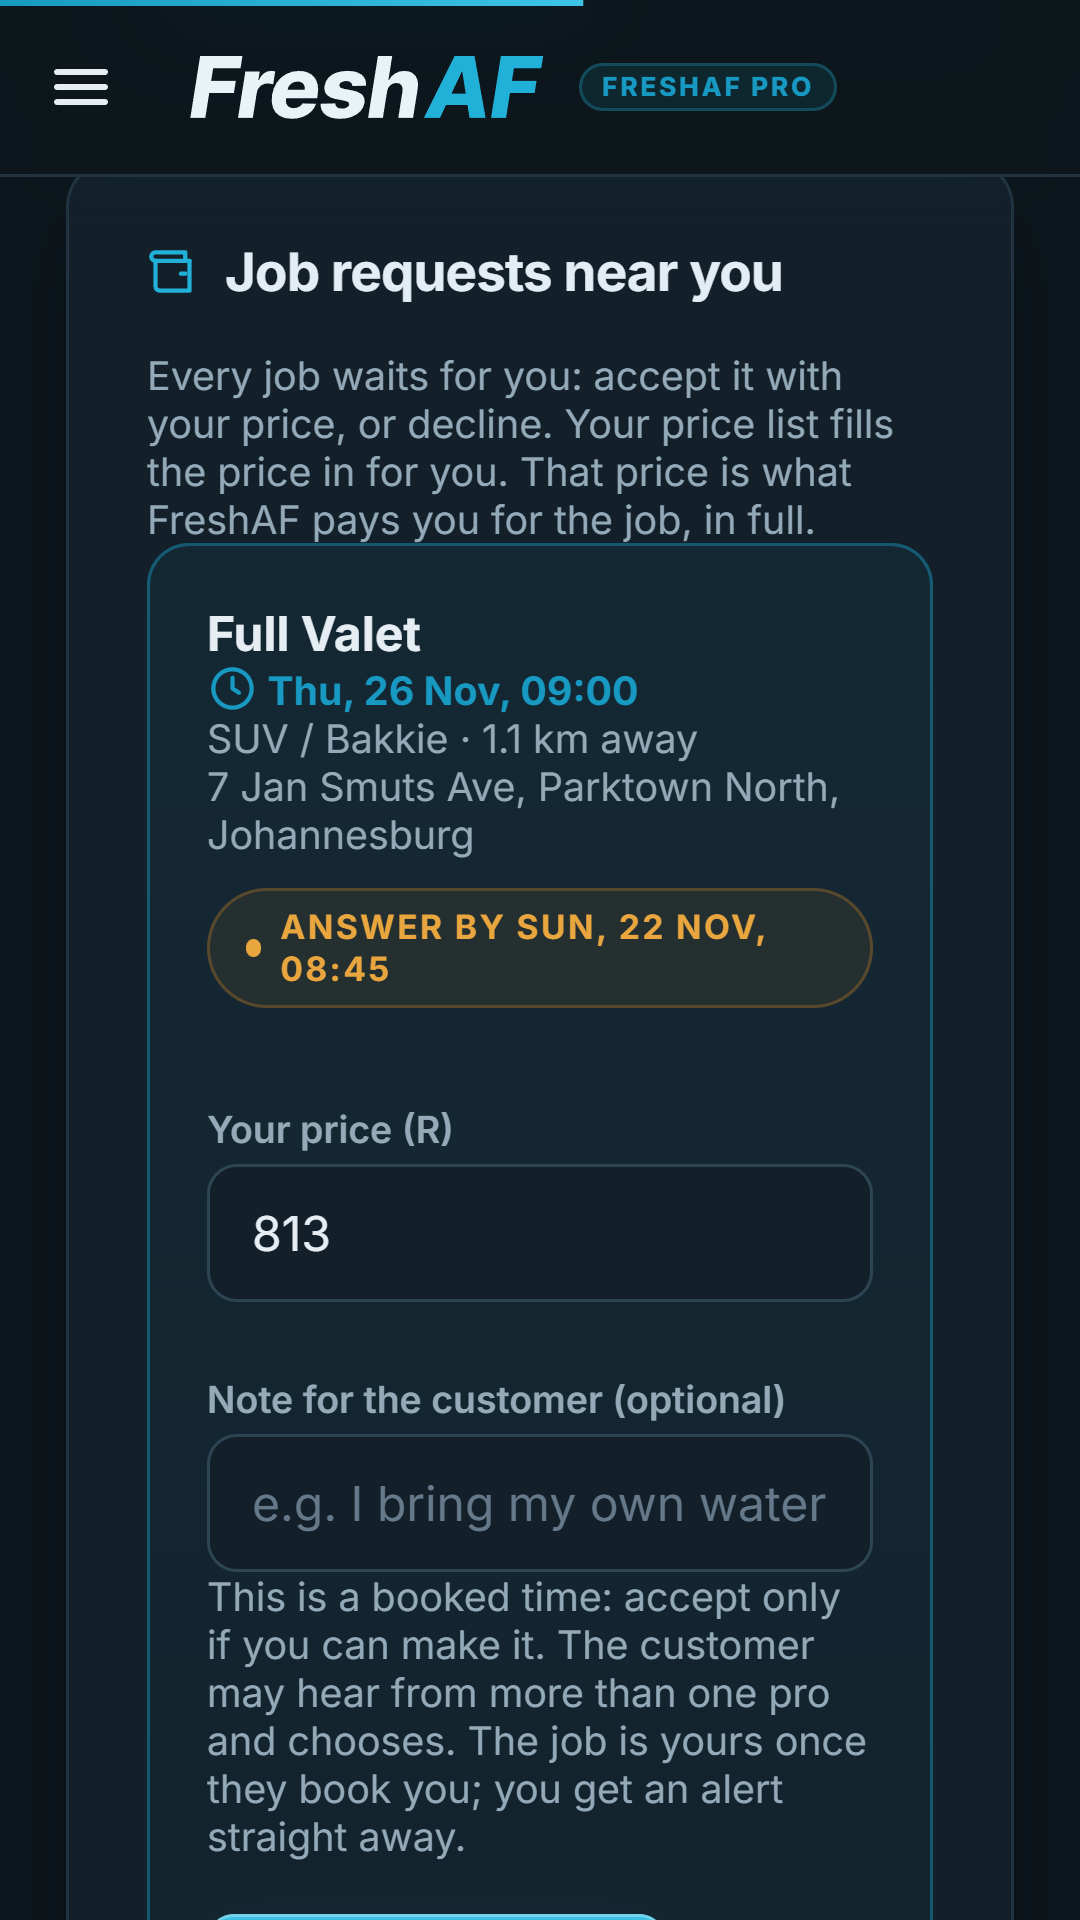 FreshAF FRESHAF PRO
Job requests near you
Every job waits for you: accept it with
your price, or decline. Your price list fills
the price in for you. That price is what
FreshAF pays you for the job, in full.
Full Valet
Thu, 26 Nov, 09:00
SUV / Bakkie · 1.1 km away
7 Jan Smuts Ave, Parktown North,
Johannesburg
ANSWER BY SUN, 22 NOV,
08:45
Your price (R)
813
Note for the customer (optional)
e.g. I bring my own water
This is a booked time: accept only
if you can make it. The customer
may hear from more than one pro
and chooses. The job is yours once
they book you; you get an alert
straight away.